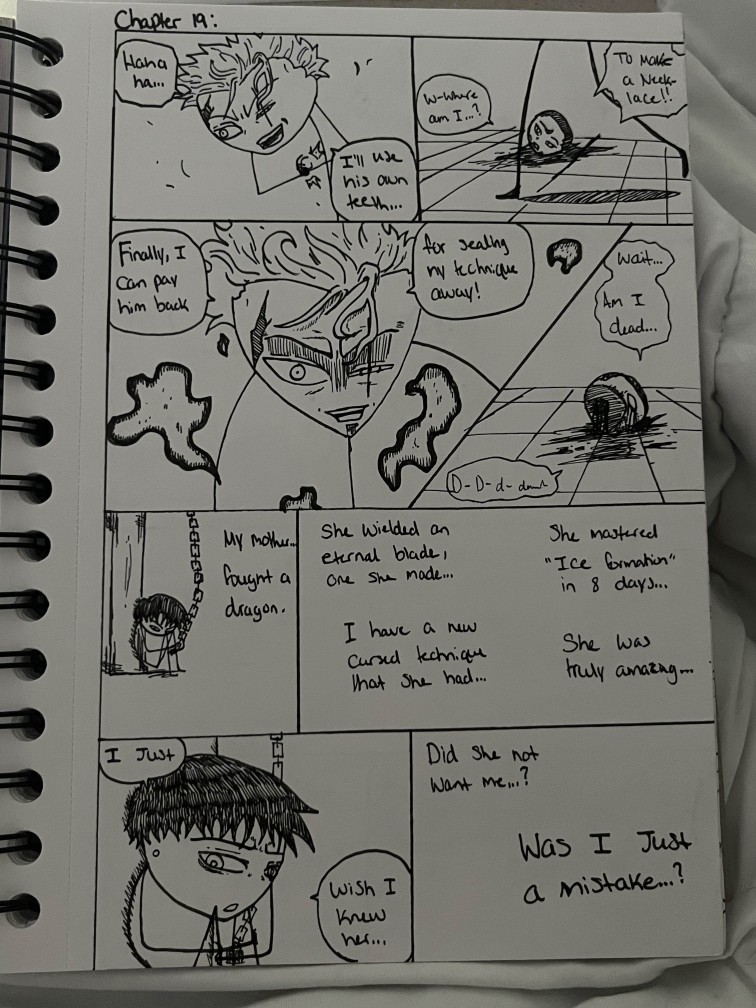 Chapter 19:
Haha
ha...
I'll use
his own
teeth...
W-Where
am I...?
To make
a Neck-
lace!!
Finally, I
can pay
him back
for sealing
my technique
away!
Wait...
Am I
dead...
D-D-d-
My mother...
fought a
dragon.
She wielded an
eternal blade,
one she made...
I have a new
cursed technique
that she had...
She mastered
"Ice formation"
in 8 days...
She was
truly amazing...
I Just
Wish I
knew
her...
Did She not
want me...?
Was I Just
a mistake...?